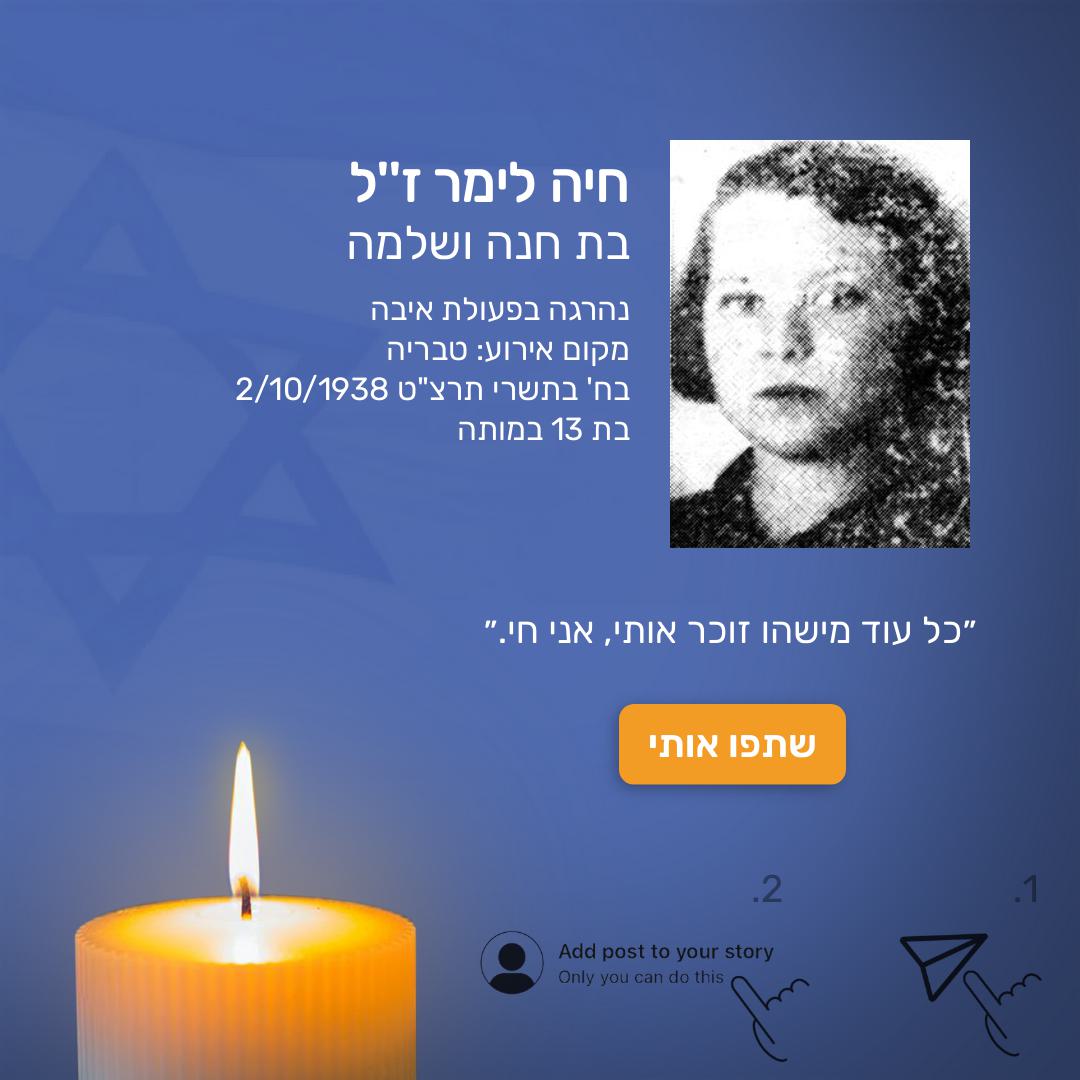 חיה לימר ז''ל
בת חנה ושלמה
נהרגה בפעולת איבה
מקום אירוע: טבריה
בח' בתשרי תרצ"ט 2/10/1938
בת 13 במותה
״כל עוד מישהו זוכר אותי, אני חי.״
שתפו אותי
.1
.2
Add post to your story
Only you can do this